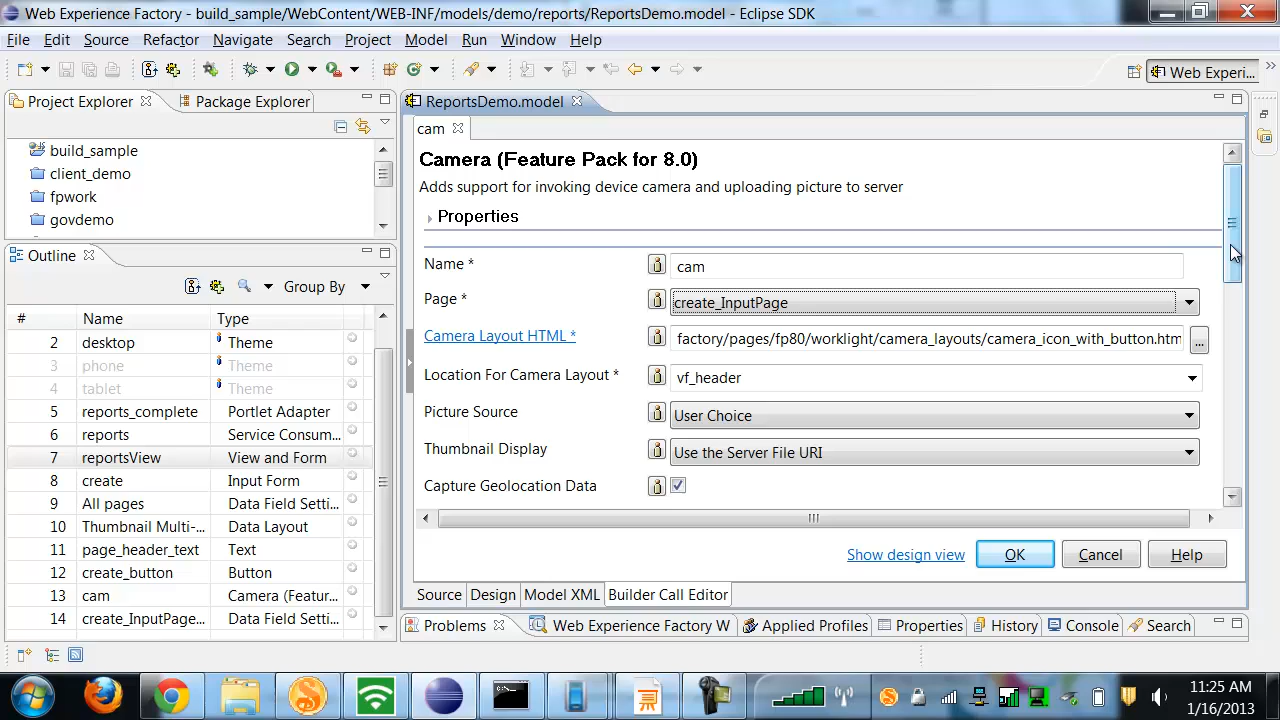 Web Experience Factory - build_sample/WebContent/WEB-INF/models/demo/reports/ReportsDemo.model - Eclipse SDK
File Edit Source Refactor Navigate Search Project Model Run Window Help
Web Experi...
Project Explorer Package Explorer
build_sample
client_demo
fpwork
govdemo
Outline
Group By
# Name Type
2 desktop Theme
3 phone Theme
4 tablet Theme
5 reports_complete Portlet Adapter
6 reports Service Consum...
7 reportsView View and Form
8 create Input Form
9 All pages Data Field Setti...
10 Thumbnail Multi-... Data Layout
11 page_header_text Text
12 create_button Button
13 cam Camera (Featur...
14 create_InputPage... Data Field Setti...
ReportsDemo.model
cam
Camera (Feature Pack for 8.0)
Adds support for invoking device camera and uploading picture to server
Properties
Name * cam
Page * create_InputPage
Camera Layout HTML * factory/pages/fp80/worklight/camera_layouts/camera_icon_with_button.htm ...
Location For Camera Layout * vf_header
Picture Source User Choice
Thumbnail Display Use the Server File URI
Capture Geolocation Data
Show design view OK Cancel Help
Source Design Model XML Builder Call Editor
Problems Web Experience Factory W Applied Profiles Properties History Console Search
11:25 AM
1/16/2013